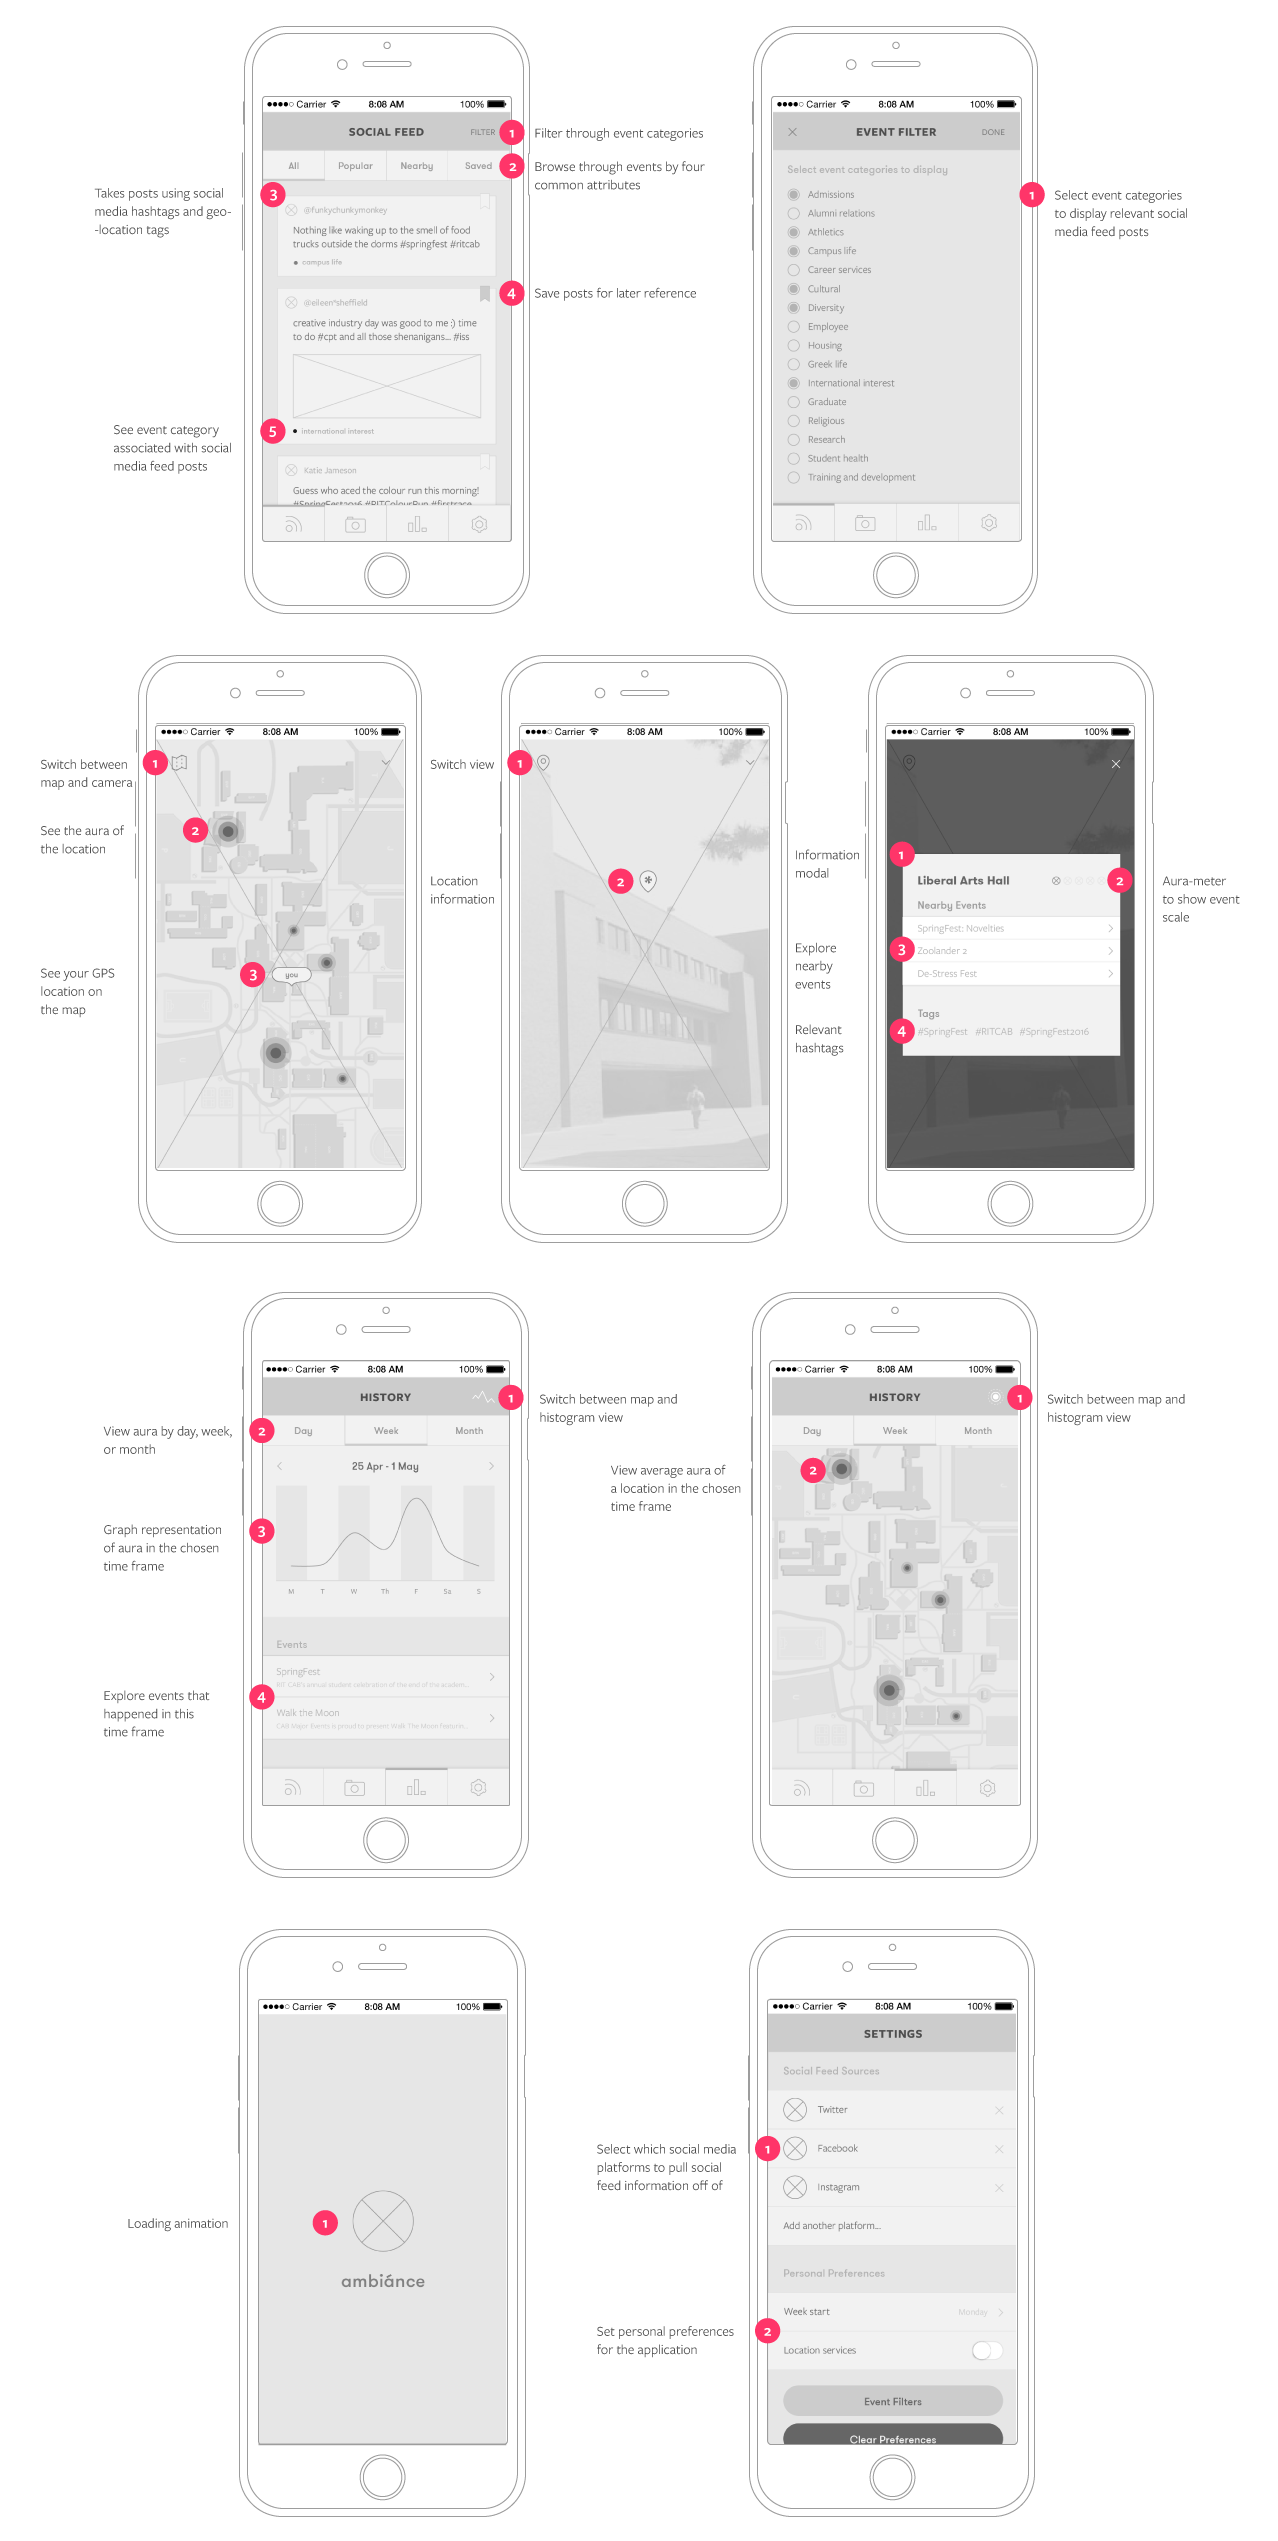 Carrier 8:08 AM 100%
SOCIAL FEED FILTER
1 Filter through event categories
All Popular Nearby Saved
2 Browse through events by four
common attributes
Takes posts using social
media hashtags and geo-
-location tags
3
@funkychunkymonkey
Nothing like waking up to the smell of food
trucks outside the dorms #springfest #ritcab
campus life
4 Save posts for later reference
@eileen*sheffield
creative industry day was good to me :) time
to do #cpt and all those shenanigans... #iss
See event category
associated with social
media feed posts
5
international interest
Katie Jameson
Guess who aced the colour run this morning!
#SpringFest2016 #RITColourRun #firstrace
Carrier 8:08 AM 100%
EVENT FILTER DONE
Select event categories to display
1 Select event categories
to display relevant social
media feed posts
Admissions
Alumni relations
Athletics
Campus life
Career services
Cultural
Diversity
Employee
Housing
Greek life
International interest
Graduate
Religious
Research
Student health
Training and development
Carrier 8:08 AM 100%
Switch between
map and camera
1
See the aura of
the location
2
See your GPS
location on
the map
3
you
L
Carrier 8:08 AM 100%
Switch view
1
Location
information
2
Carrier 8:08 AM 100%
Information
modal
1
Liberal Arts Hall
2
Aura-meter
to show event
scale
Nearby Events
SpringFest: Novelties
Explore
nearby
events
3
Zoolander 2
De-Stress Fest
Relevant
hashtags
Tags
4
#SpringFest #RITCAB #SpringFest2016
Carrier 8:08 AM 100%
HISTORY
1 Switch between map and
histogram view
View aura by day, week,
or month
2
Day Week Month
25 Apr - 1 May
Graph representation
of aura in the chosen
time frame
3
M T W Th F Sa S
Events
SpringFest
RIT CAB's annual student celebration of the end of the academ...
Explore events that
happened in this
time frame
4
Walk the Moon
CAB Major Events is proud to present Walk The Moon featurin...
Carrier 8:08 AM 100%
HISTORY
1 Switch between map and
histogram view
Day Week Month
View average aura of
a location in the chosen
time frame
2
L
Carrier 8:08 AM 100%
Loading animation
1
ambiánce
Carrier 8:08 AM 100%
SETTINGS
Social Feed Sources
Twitter
Select which social media
platforms to pull social
feed information off of
1
Facebook
Instagram
Add another platform...
Personal Preferences
Week start Monday
Set personal preferences
for the application
2
Location services
Event Filters
Clear Preferences